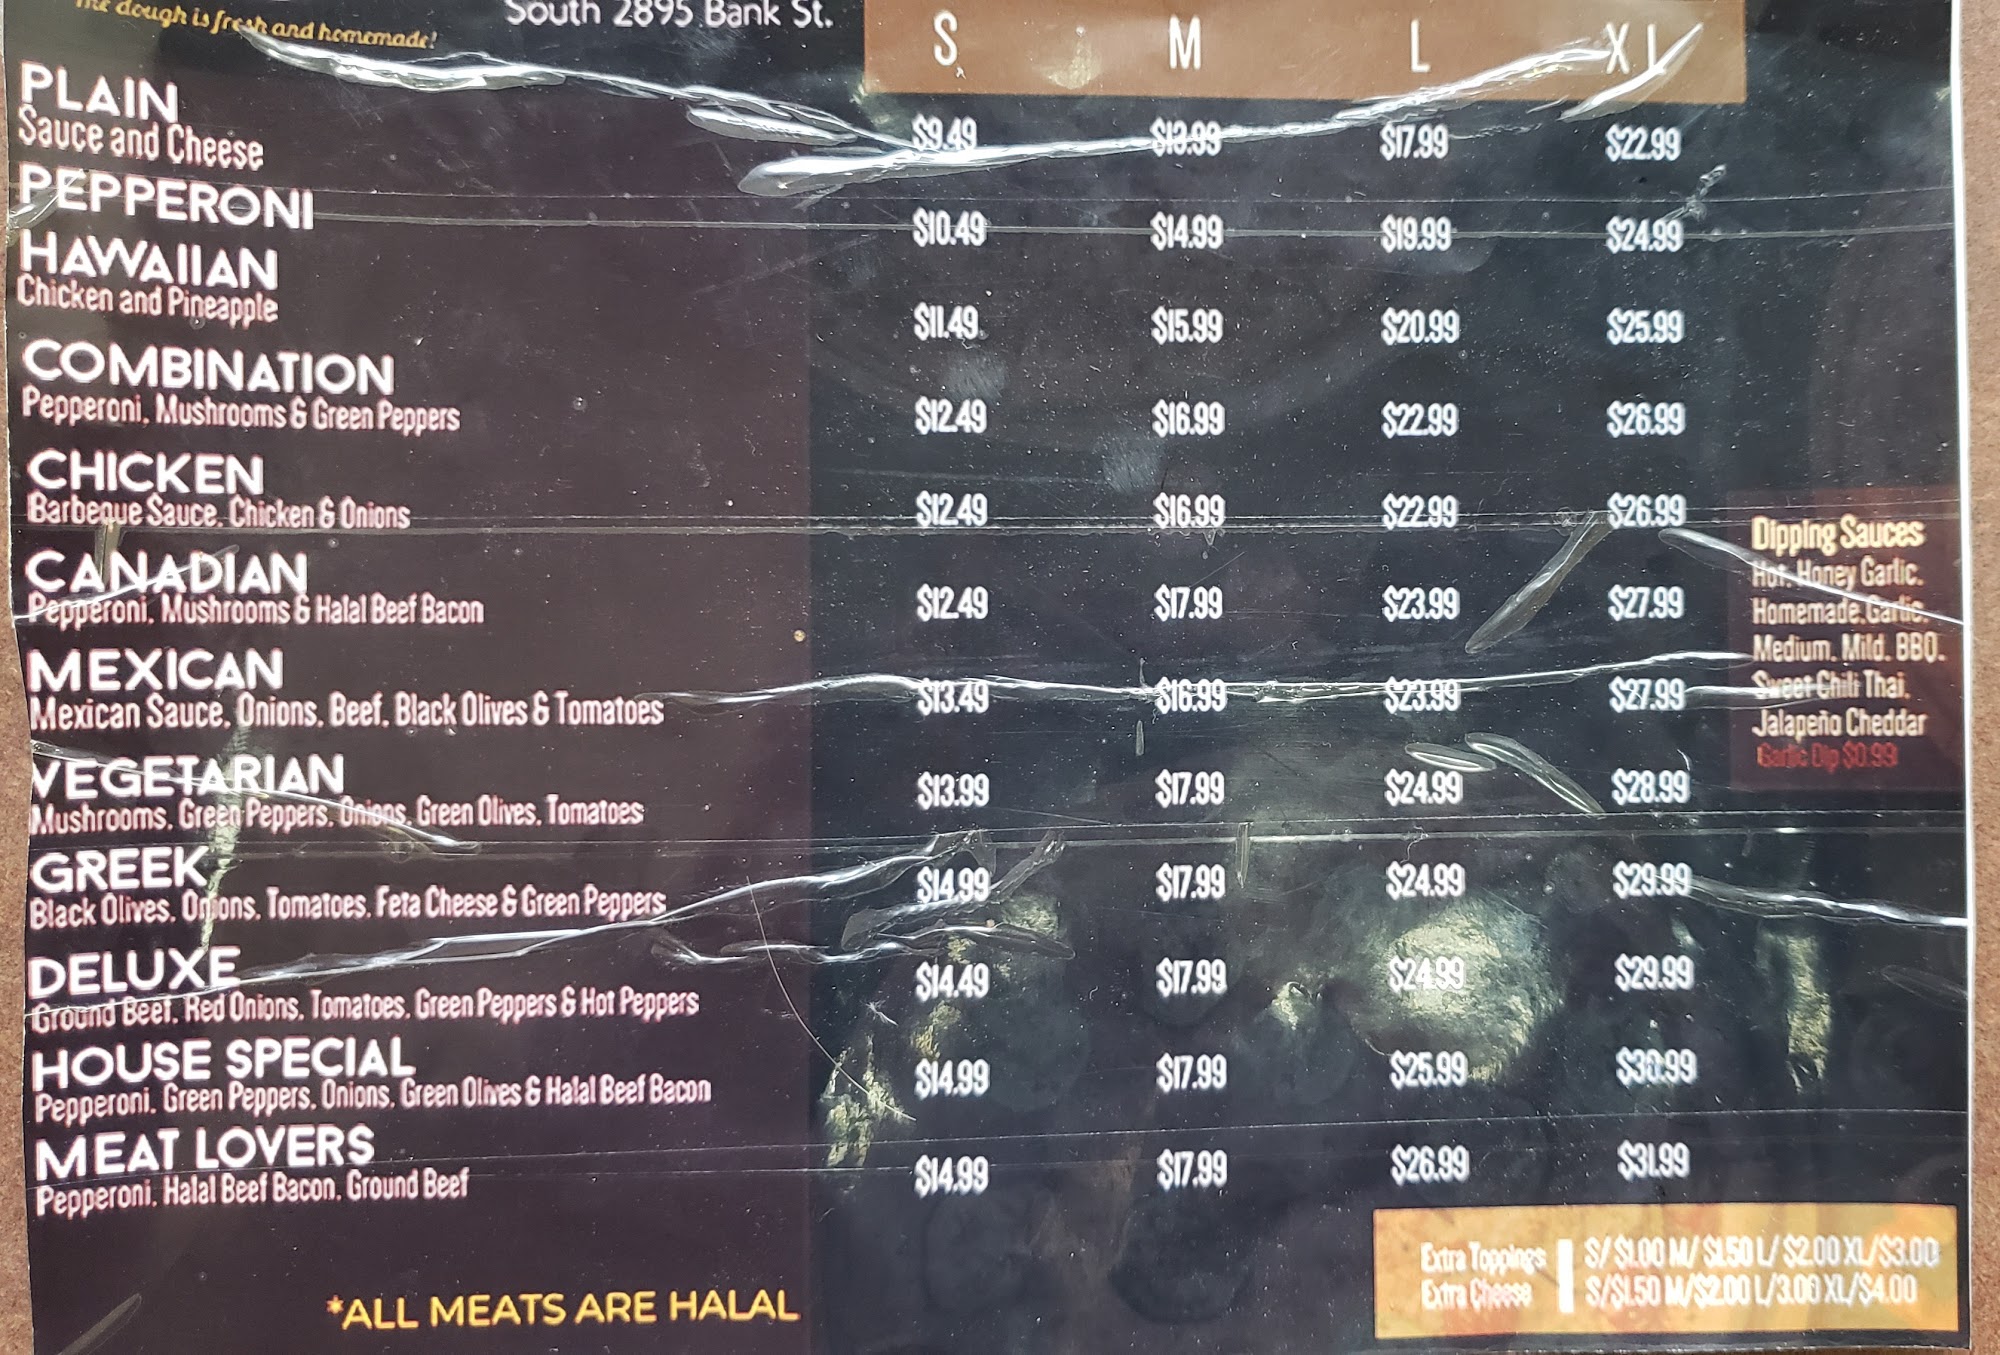 The dough is fresh and homemade!
South 2895 Bank St.
S M L XL
PLAIN
Sauce and Cheese
$9.49 $13.99 $17.99 $22.99
PEPPERONI
$10.49 $14.99 $19.99 $24.99
HAWAIIAN
Chicken and Pineapple
$11.49 $15.99 $20.99 $25.99
COMBINATION
Pepperoni, Mushrooms & Green Peppers
$12.49 $16.99 $22.99 $26.99
CHICKEN
Barbeque Sauce, Chicken & Onions
$12.49 $16.99 $22.99 $26.99
CANADIAN
Pepperoni, Mushrooms & Halal Beef Bacon
$12.49 $17.99 $23.99 $27.99
MEXICAN
Mexican Sauce, Onions, Beef, Black Olives & Tomatoes
$13.49 $16.99 $23.99 $27.99
VEGETARIAN
Mushrooms, Green Peppers, Onions, Green Olives, Tomatoes
$13.99 $17.99 $24.99 $28.99
GREEK
Black Olives, Onions, Tomatoes, Feta Cheese & Green Peppers
$14.99 $17.99 $24.99 $29.99
DELUXE
Ground Beef, Red Onions, Tomatoes, Green Peppers & Hot Peppers
$14.49 $17.99 $24.99 $29.99
HOUSE SPECIAL
Pepperoni, Green Peppers, Onions, Green Olives & Halal Beef Bacon
$14.99 $17.99 $25.99 $30.99
MEAT LOVERS
Pepperoni, Halal Beef Bacon, Ground Beef
$14.99 $17.99 $26.99 $31.99
Dipping Sauces
Hot, Honey Garlic,
Homemade Garlic,
Medium, Mild, BBQ,
Sweet Chili Thai,
Jalapeño Cheddar
Garlic Dip $0.99
Extra Toppings | S/ $1.00 M/ $1.50 L/ $2.00 XL/$3.00
Extra Cheese | S/$1.50 M/$2.00 L/3.00 XL/$4.00
*ALL MEATS ARE HALAL